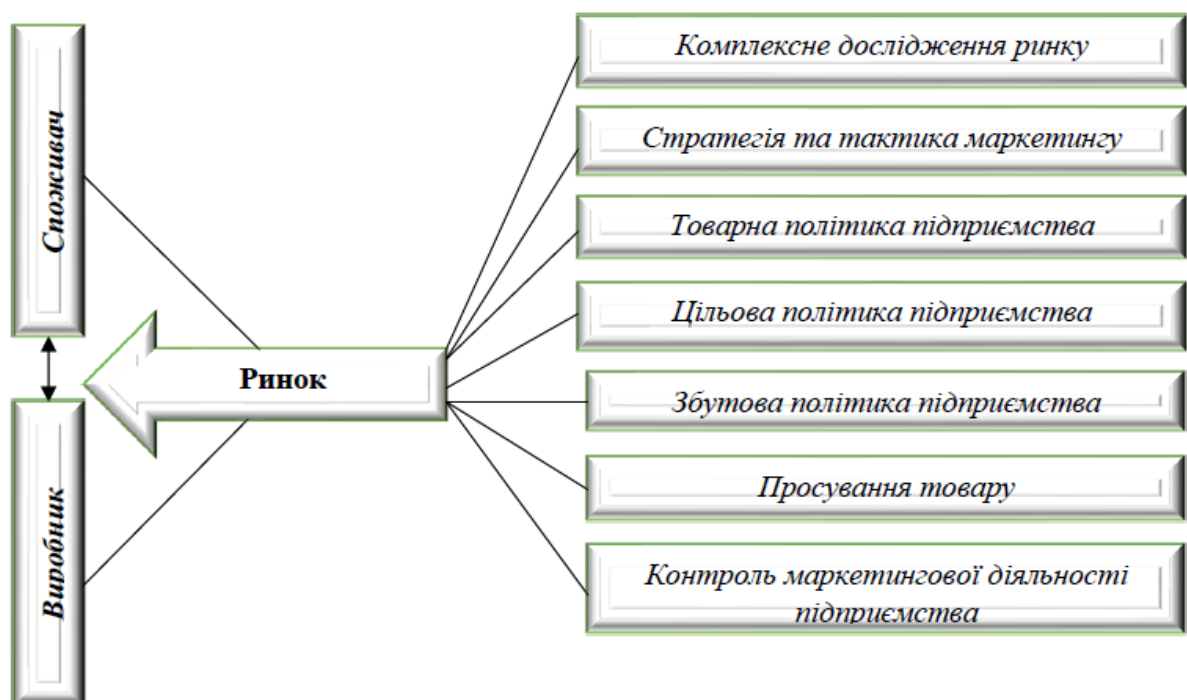 Споживач
Виробник
Ринок
Комплексне дослідження ринку
Стратегія та тактика маркетингу
Товарна політика підприємства
Цільова політика підприємства
Збутова політика підприємства
Просування товару
Контроль маркетингової діяльності
підприємства